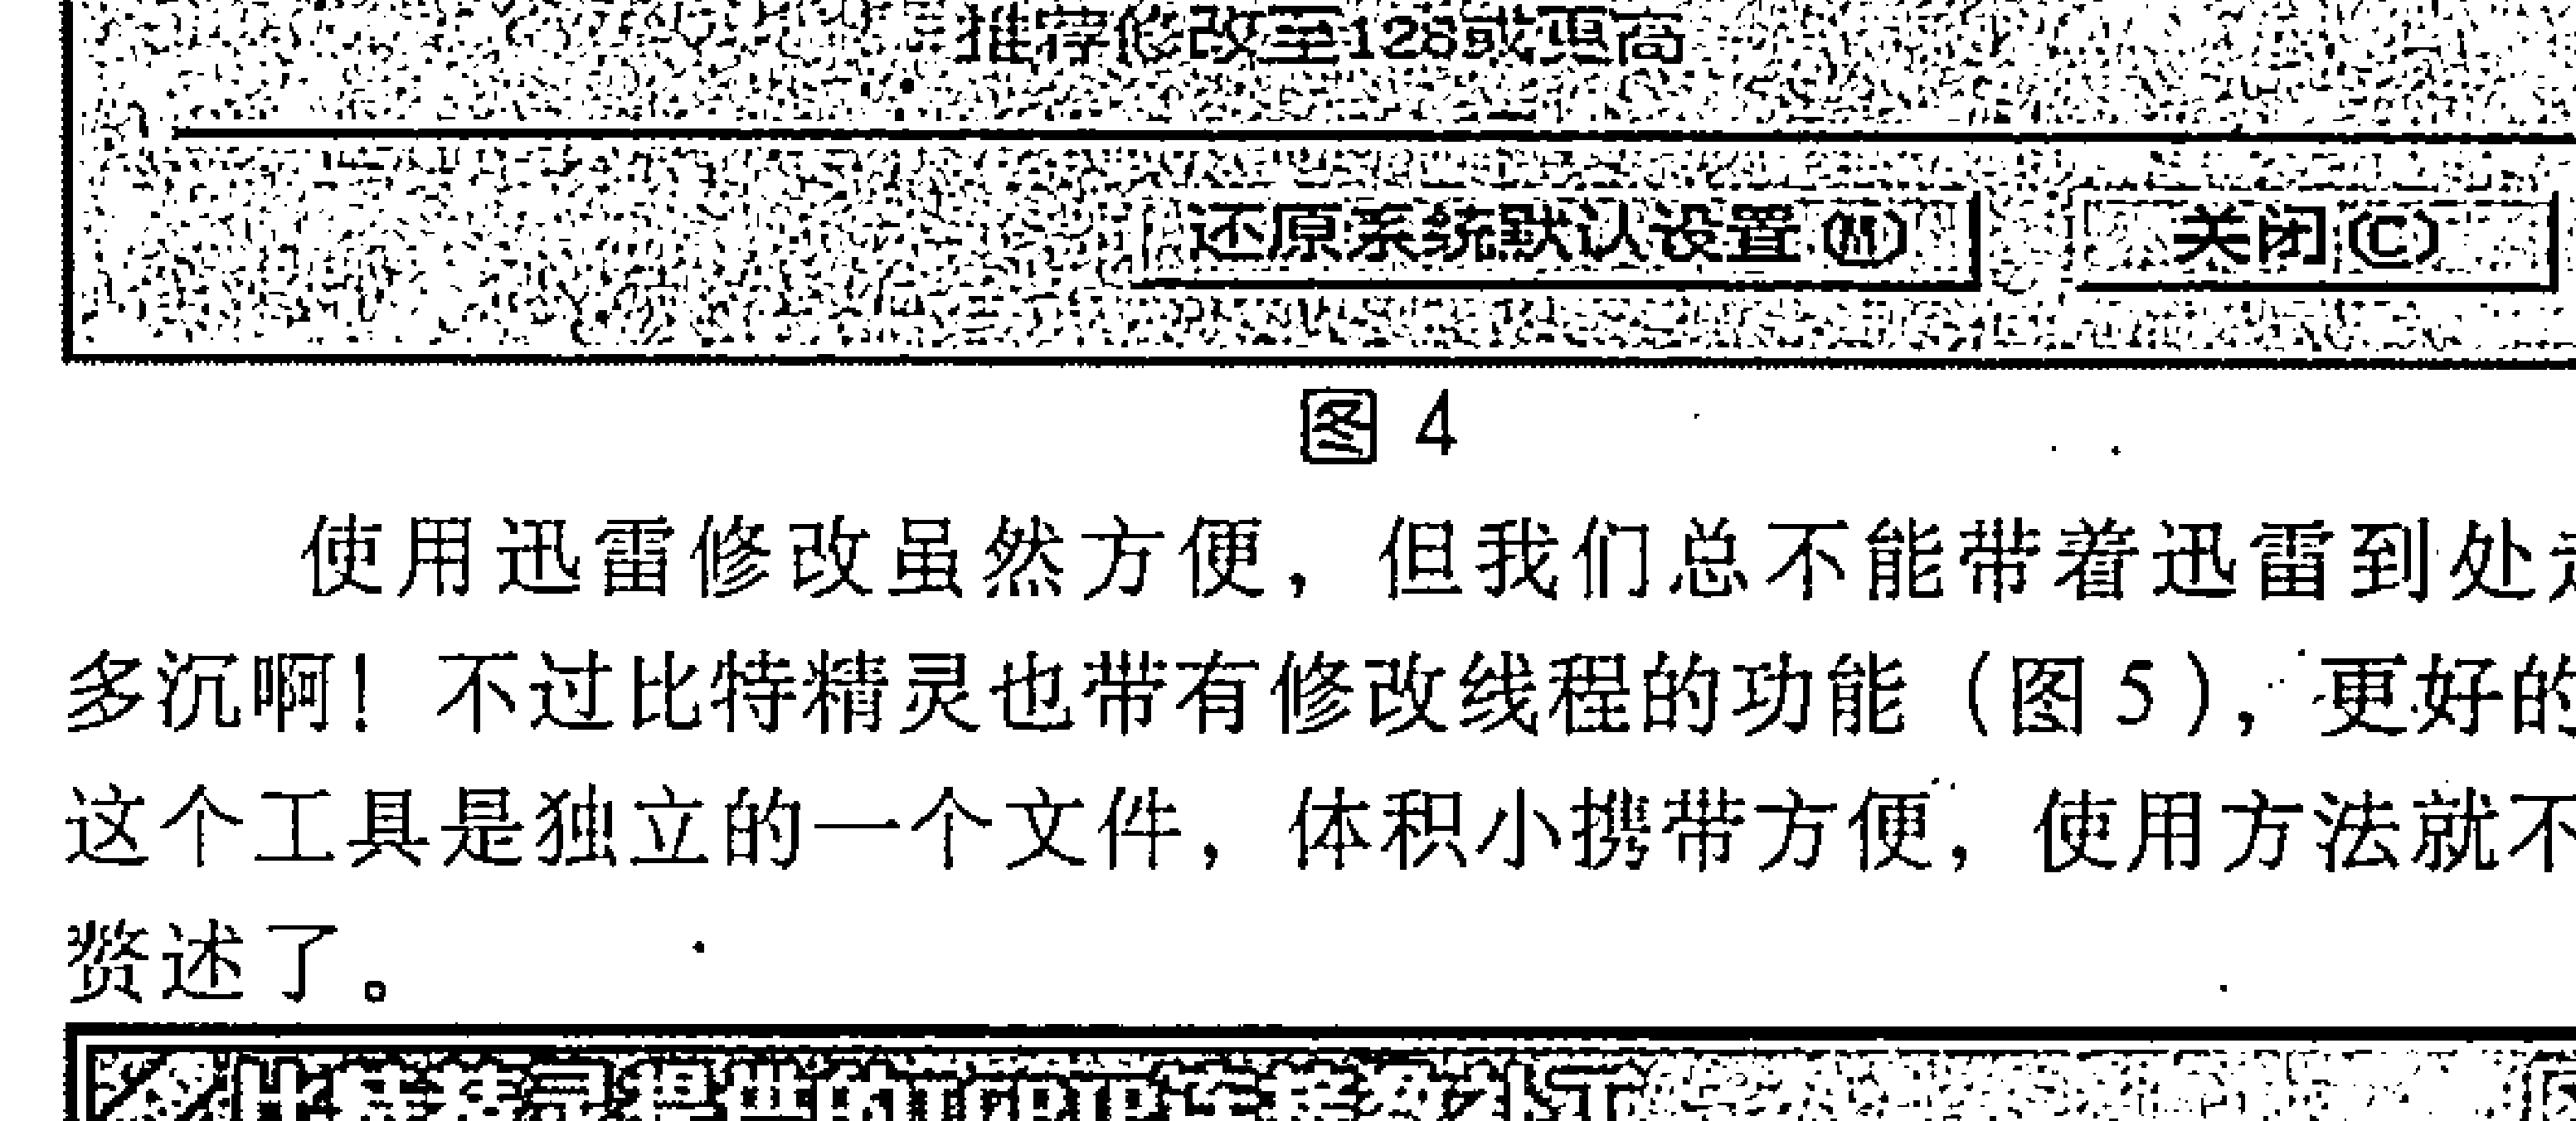 推荐修改至128或更高
还原系统默认设置(M) 关闭(C)
图 4
使用迅雷修改虽然方便，但我们总不能带着迅雷到处
多沉啊！不过比特精灵也带有修改线程的功能（图 5），更好的
这个工具是独立的一个文件，体积小携带方便，使用方法就不
赘述了。